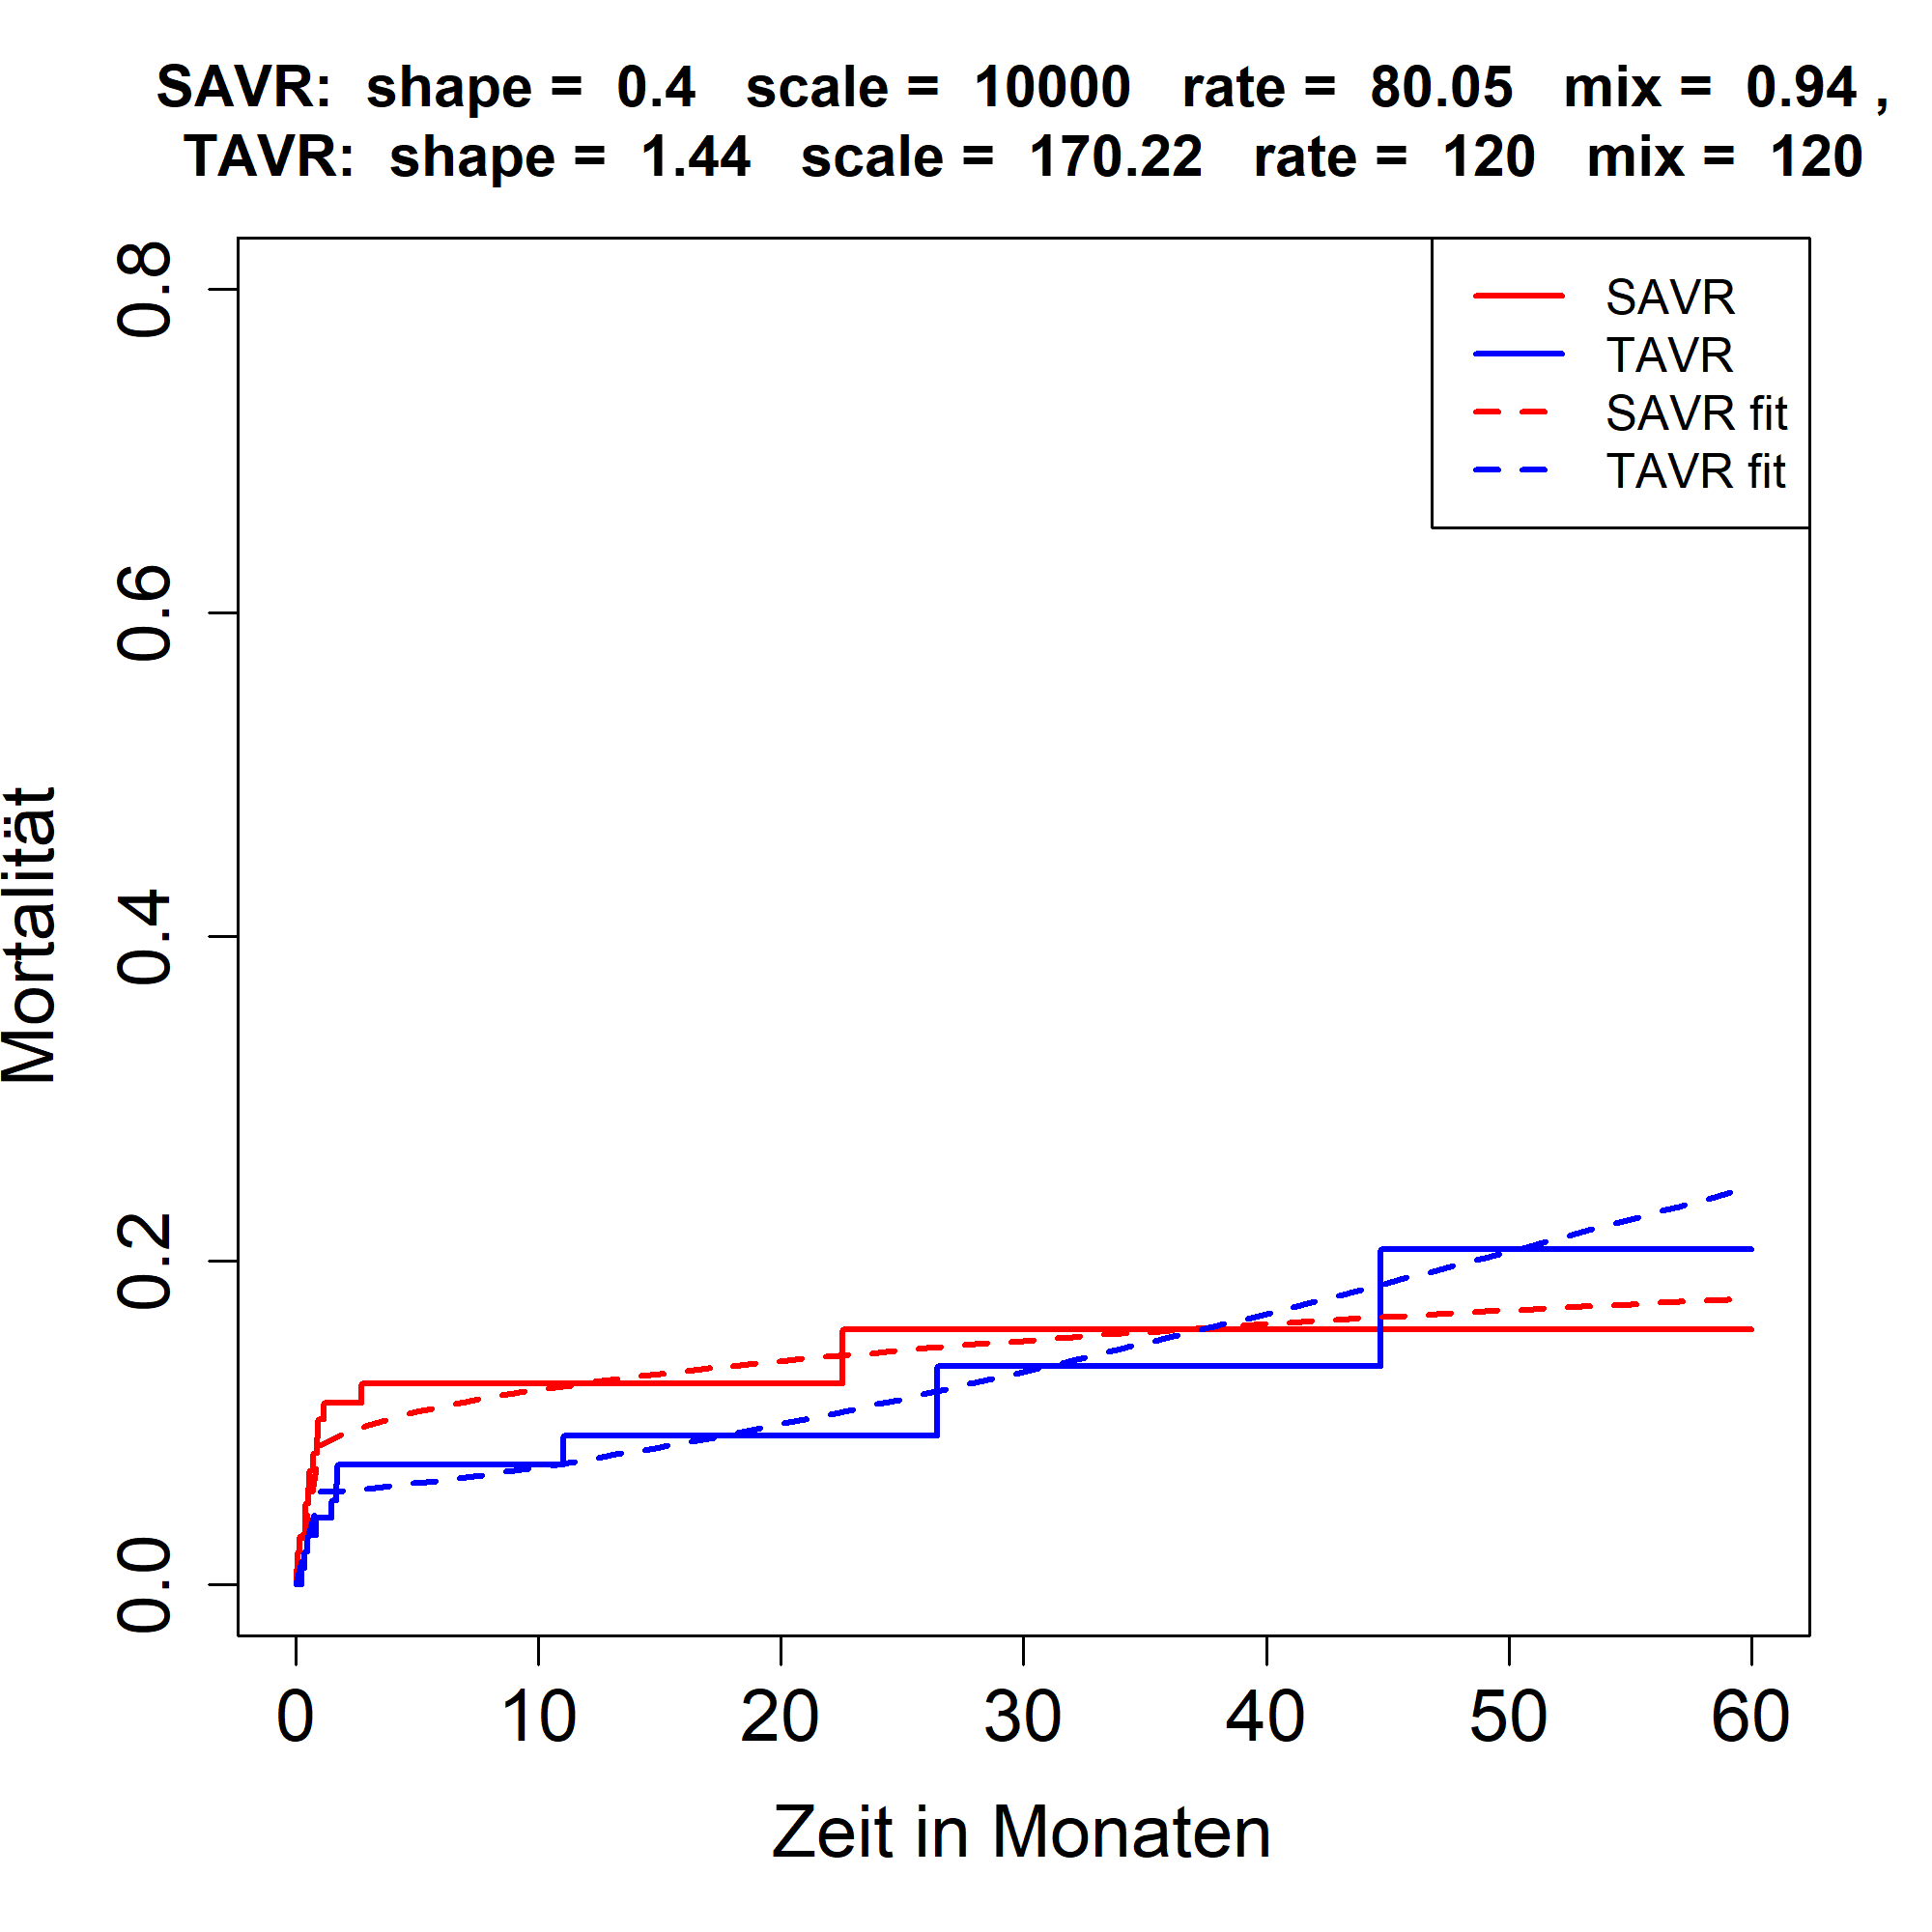 SAVR: shape = 0.4 scale = 10000 rate = 80.05 mix = 0.94 ,
TAVR: shape = 1.44 scale = 170.22 rate = 120 mix = 120
SAVR
TAVR
SAVR fit
TAVR fit
0.8
0.6
0.4
0.2
0.0
Mortalität
0 10 20 30 40 50 60
Zeit in Monaten